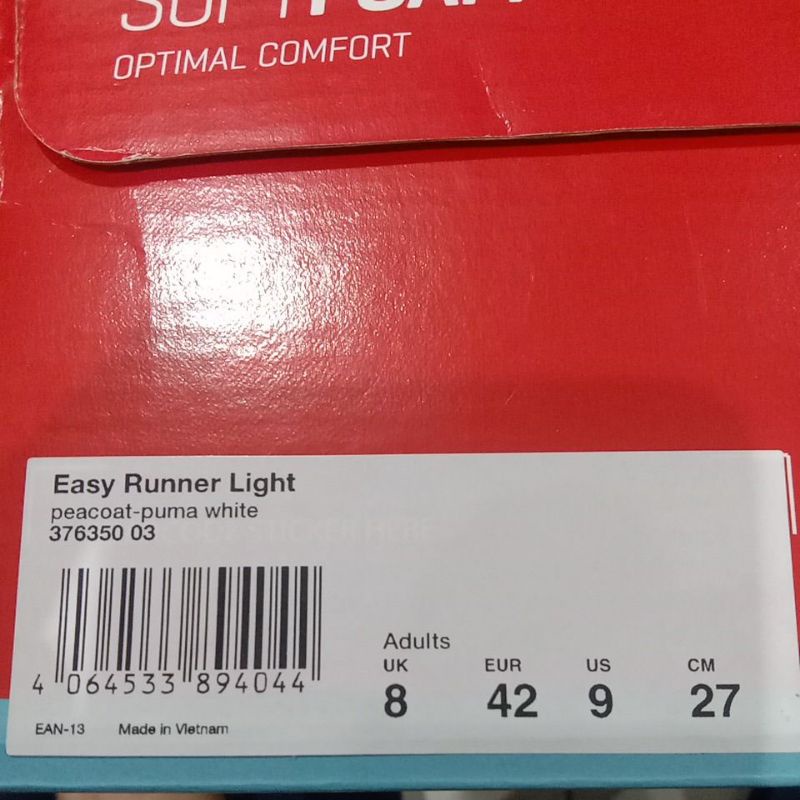 SOFTFOAM
OPTIMAL COMFORT
Easy Runner Light
peacoat-puma white
376350 03
4 064533 894044
EAN-13 Made in Vietnam
Adults
UK EUR US CM
8 42 9 27